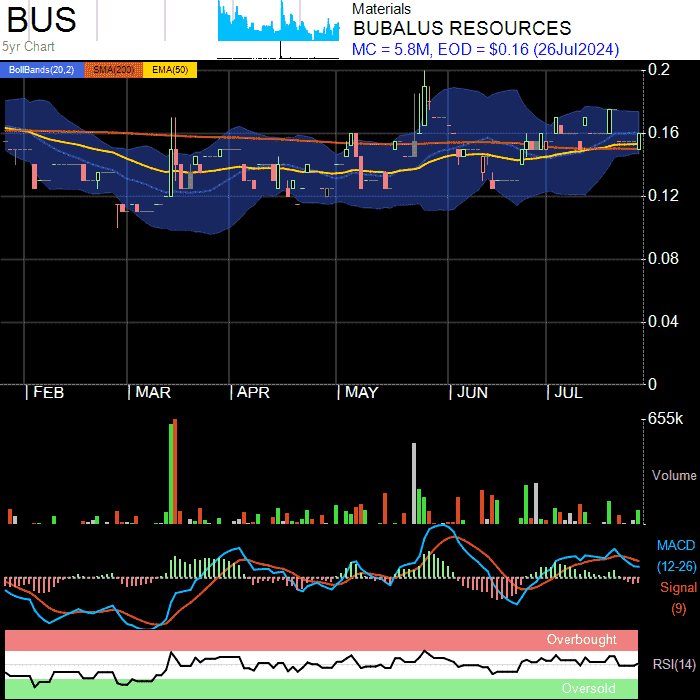 BUS
5yr Chart
Materials
BUBALUS RESOURCES
MC = 5.8M, EOD = $0.16 (26Jul2024)
BollBands(20,2) SMA(200) EMA(50)
0.2
0.16
0.12
0.08
0.04
0
FEB MAR APR MAY JUN JUL
655k
Volume
MACD
(12-26)
Signal
(9)
Overbought
RSI(14)
Oversold